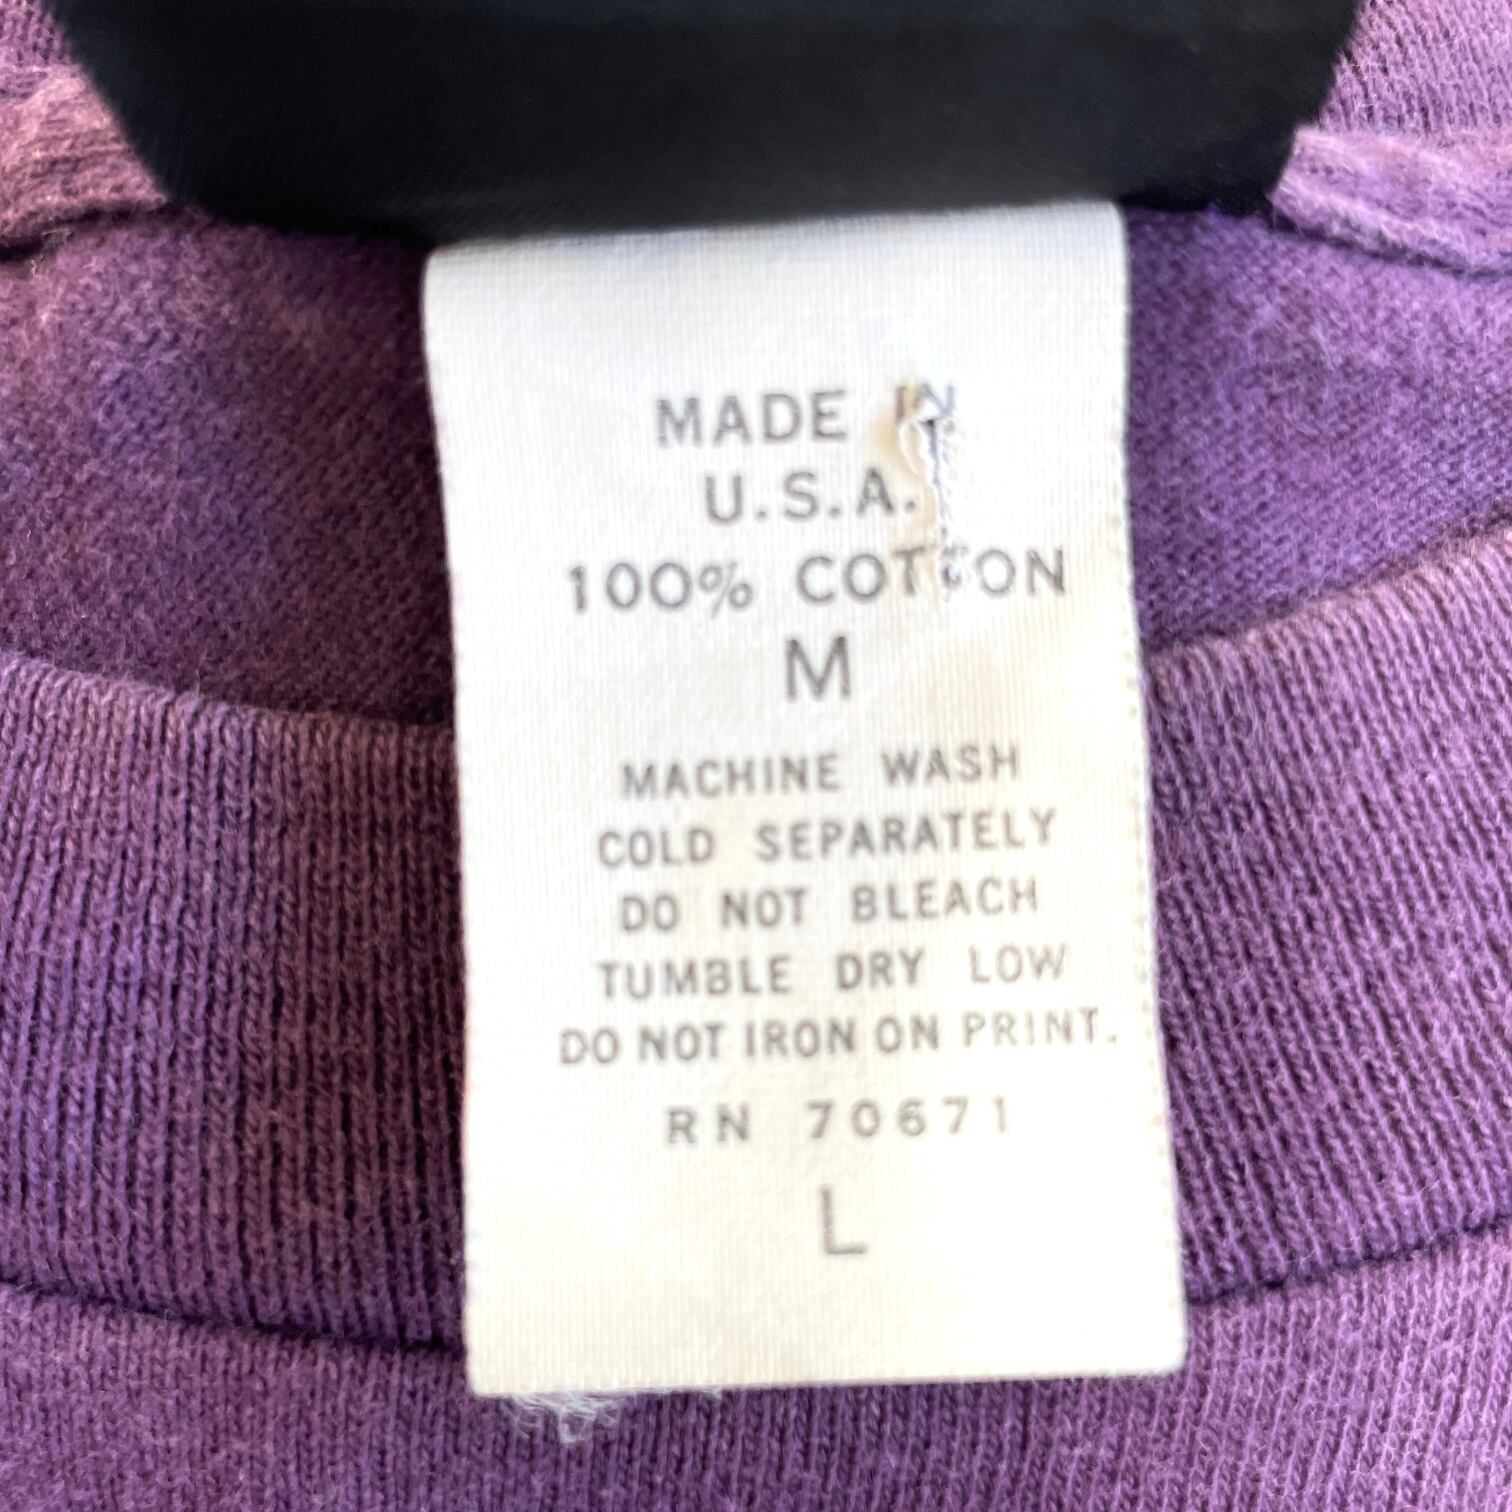 MADE IN
U.S.A.
100% COTTON
M
MACHINE WASH
COLD SEPARATELY
DO NOT BLEACH
TUMBLE DRY LOW
DO NOT IRON ON PRINT.
RN 70671
L